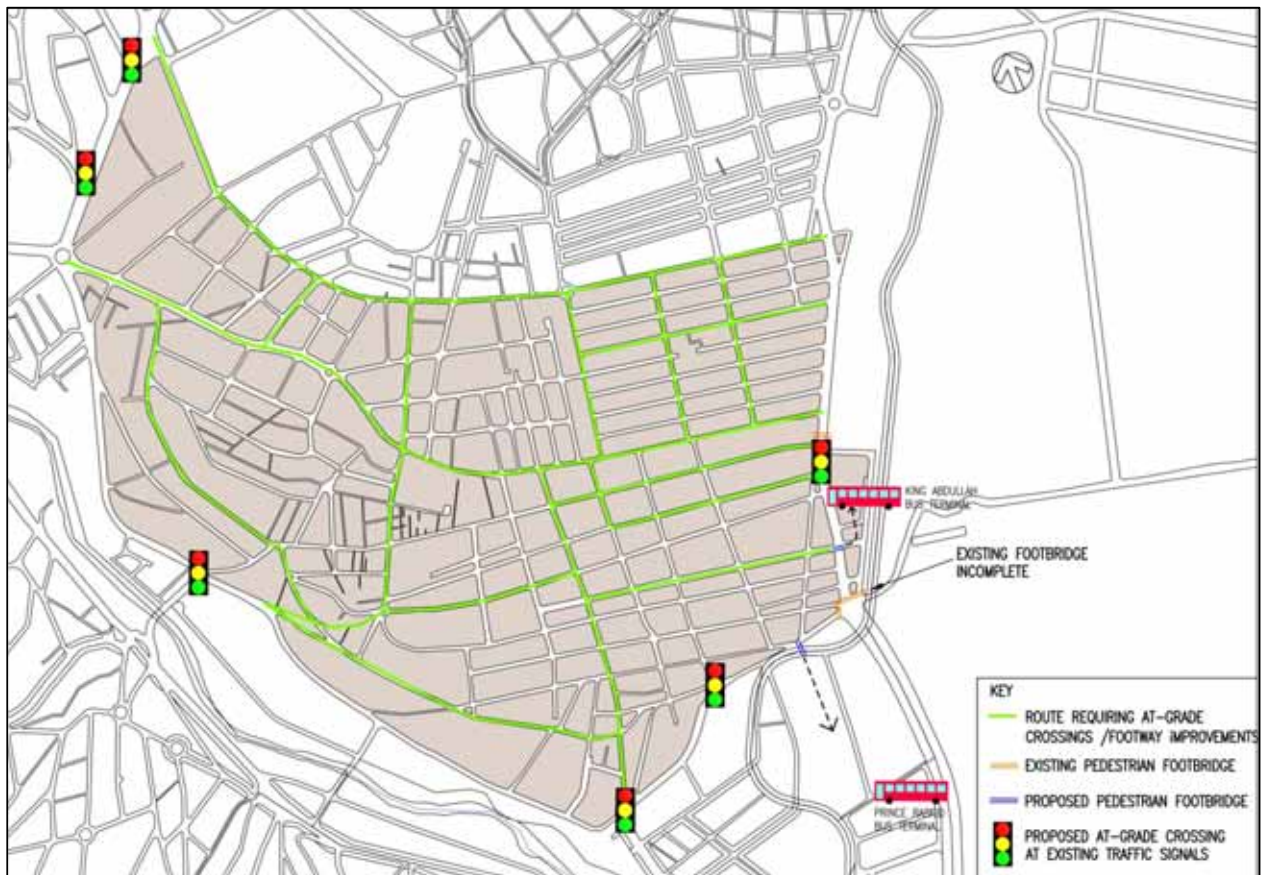 KING ABDULLAH
BUS TERMINAL
EXISTING FOOTBRIDGE
INCOMPLETE
KEY
ROUTE REQUIRING AT-GRADE
CROSSINGS /FOOTWAY IMPROVEMENTS
EXISTING PEDESTRIAN FOOTBRIDGE
PROPOSED PEDESTRIAN FOOTBRIDGE
PRINCE
BUS TERMINAL
PROPOSED AT-GRADE CROSSING
AT EXISTING TRAFFIC SIGNALS